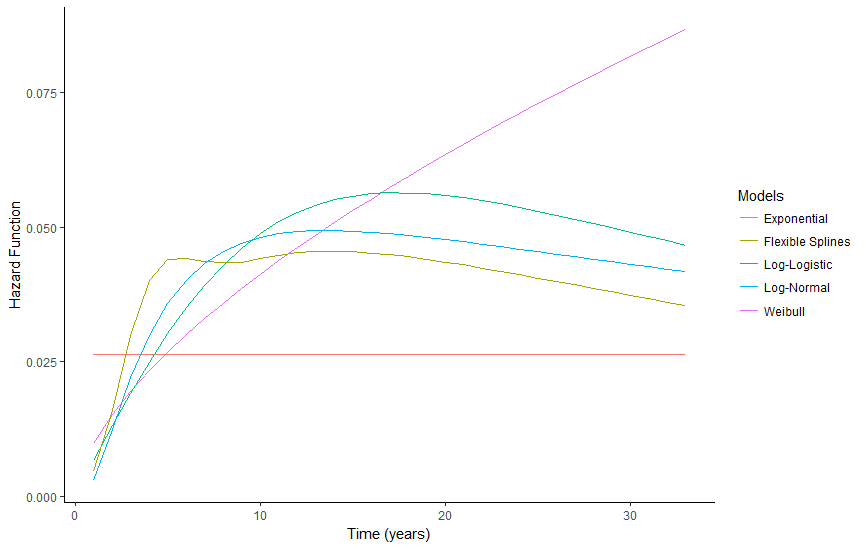 Hazard Function
0.075
0.050
0.025
0.000
0
10
20
30
Time (years)
Models
Exponential
Flexible Splines
Log-Logistic
Log-Normal
Weibull